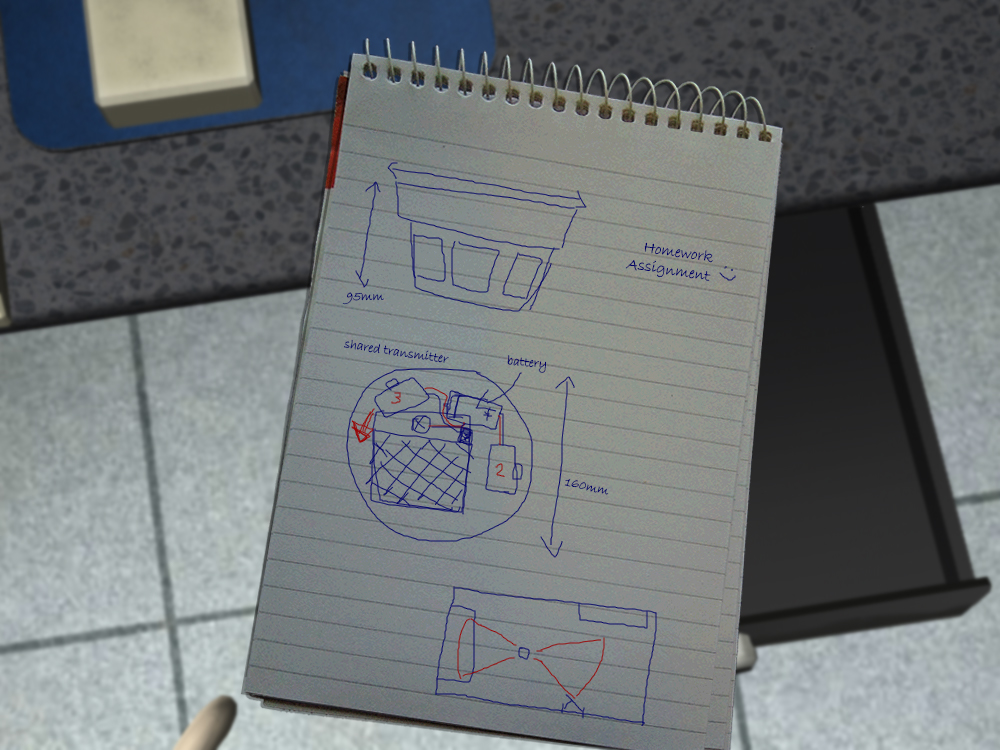 Homework
Assignment
95mm
shared transmitter
battery
3
+
2
160mm